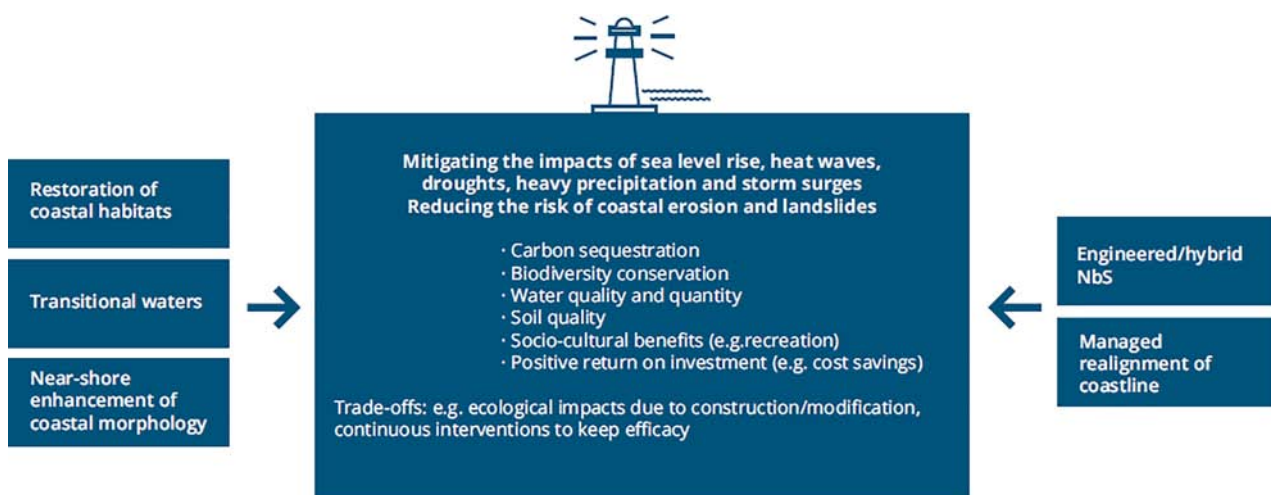 Restoration of
coastal habitats
Transitional waters
Near-shore
enhancement of
coastal morphology
Mitigating the impacts of sea level rise, heat waves,
droughts, heavy precipitation and storm surges
Reducing the risk of coastal erosion and landslides
· Carbon sequestration
· Biodiversity conservation
· Water quality and quantity
· Soil quality
· Socio-cultural benefits (e.g.recreation)
· Positive return on investment (e.g. cost savings)
Trade-offs: e.g. ecological impacts due to construction/modification,
continuous interventions to keep efficacy
Engineered/hybrid
NbS
Managed
realignment of
coastline